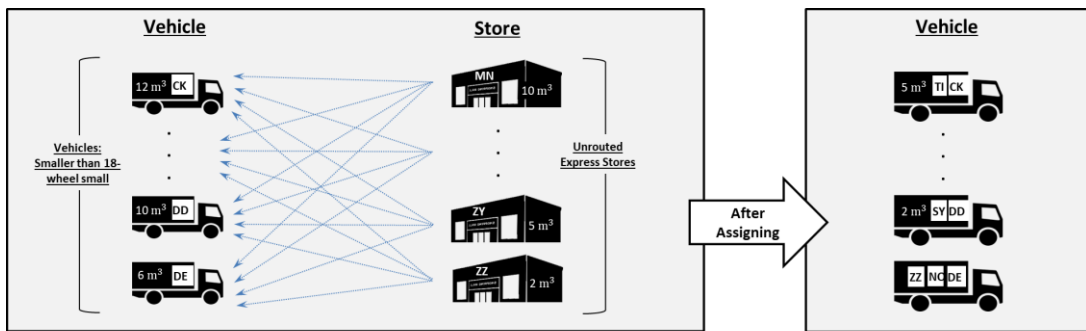 Vehicle
Store
Vehicle
12 m³ CK
MN
10 m³
5 m³ TI CK
Vehicles:
Smaller than 18-
wheel small
Unrouted
Express Stores
10 m³ DD
ZY
5 m³
After
Assigning
2 m³ SY DD
6 m³ DE
ZZ
2 m³
ZZ NO DE